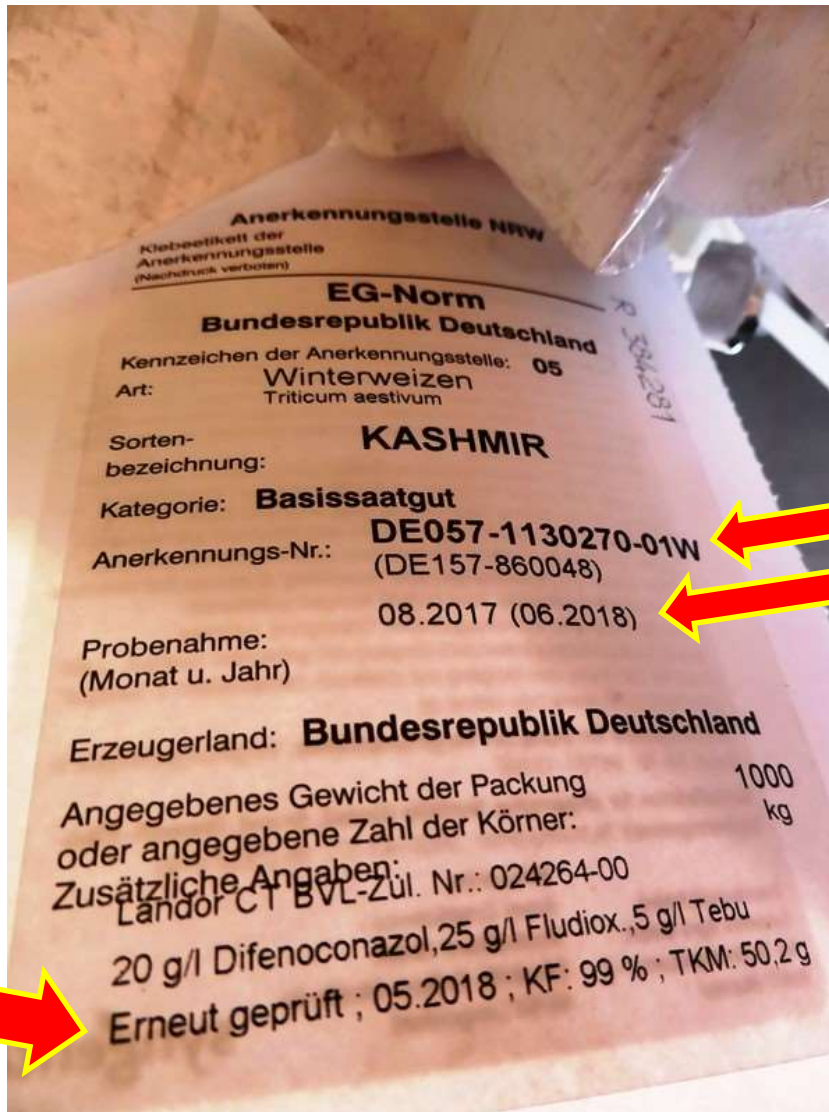 Anerkennungsstelle NRW
Klebeetikett der
Anerkennungsstelle
(Nachdruck verboten)
EG-Norm
Bundesrepublik Deutschland
Kennzeichen der Anerkennungsstelle: 05
R 384281
Art: Winterweizen
Triticum aestivum
Sorten-
bezeichnung: KASHMIR
Kategorie: Basissaatgut
Anerkennungs-Nr.: DE057-1130270-01W
(DE157-860048)
08.2017 (06.2018)
Probenahme:
(Monat u. Jahr)
Erzeugerland: Bundesrepublik Deutschland
Angegebenes Gewicht der Packung 1000
oder angegebene Zahl der Körner: kg
Zusätzliche Angaben:
Landor CT BVL-Zul. Nr.: 024264-00
20 g/l Difenoconazol,25 g/l Fludiox.,5 g/l Tebu
Erneut geprüft ; 05.2018 ; KF: 99 % ; TKM: 50,2 g